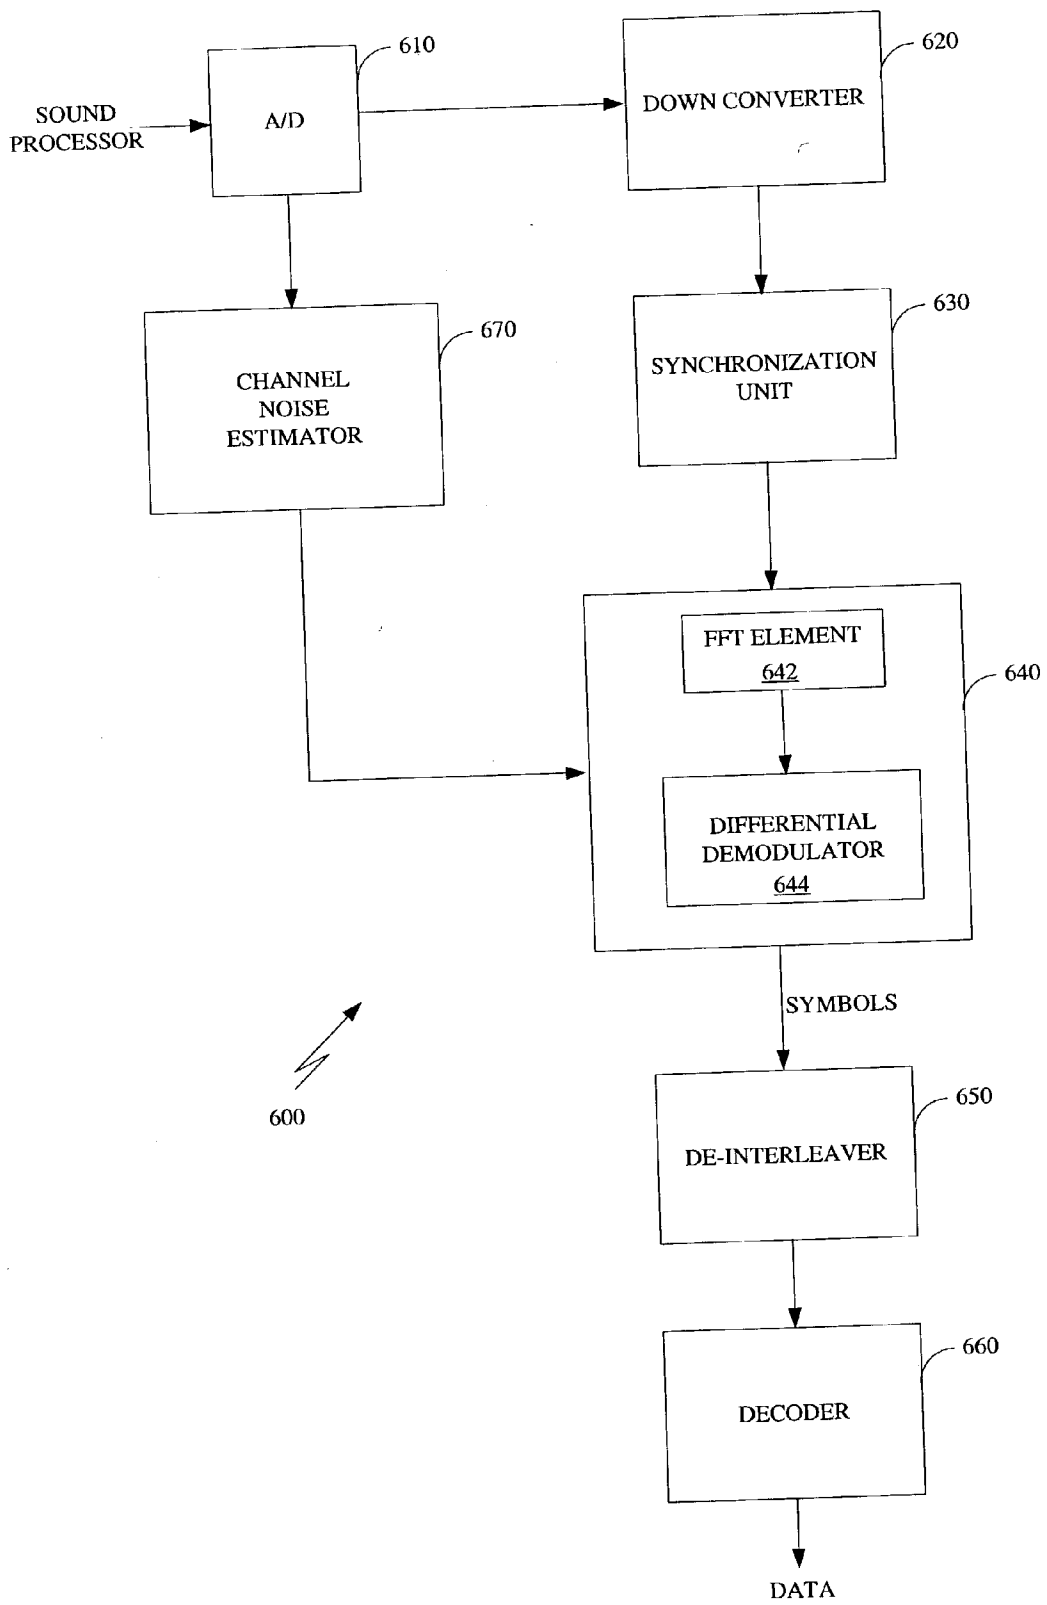 610
620
SOUND
PROCESSOR
A/D
DOWN CONVERTER
630
670
SYNCHRONIZATION
UNIT
CHANNEL
NOISE
ESTIMATOR
FFT ELEMENT
642
640
DIFFERENTIAL
DEMODULATOR
644
SYMBOLS
600
650
DE-INTERLEAVER
660
DECODER
DATA